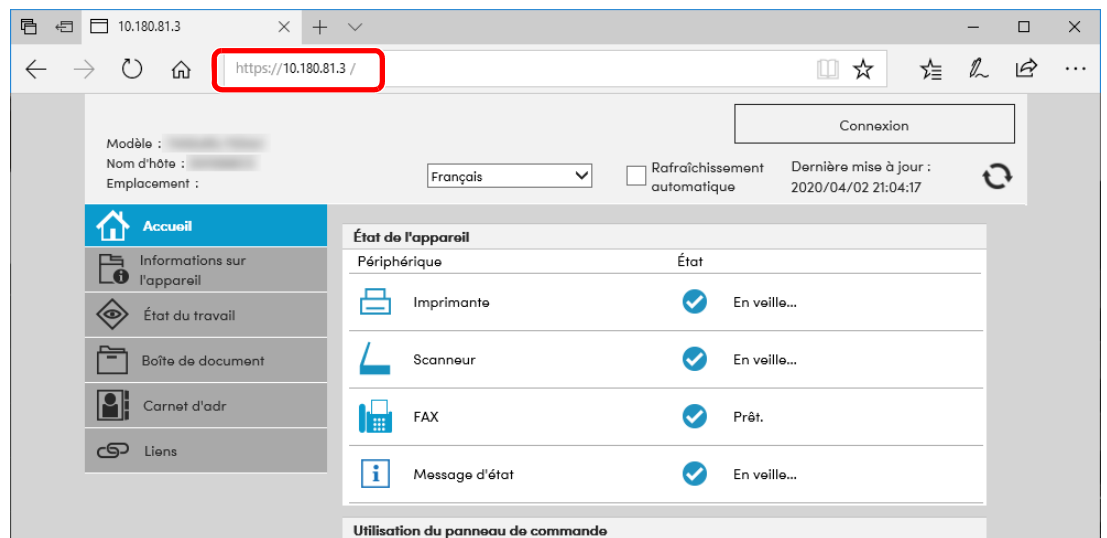 10.180.81.3
https://10.180.81.3 /
Connexion
Modèle :
Nom d'hôte :
Emplacement :
Français
Rafraîchissement
automatique
Dernière mise à jour :
2020/04/02 21:04:17
Accueil
Informations sur
l'appareil
État du travail
Boîte de document
Carnet d'adr
Liens
État de l'appareil
Périphérique État
Imprimante En veille...
Scanneur En veille...
FAX Prêt.
Message d'état En veille...
Utilisation du panneau de commande